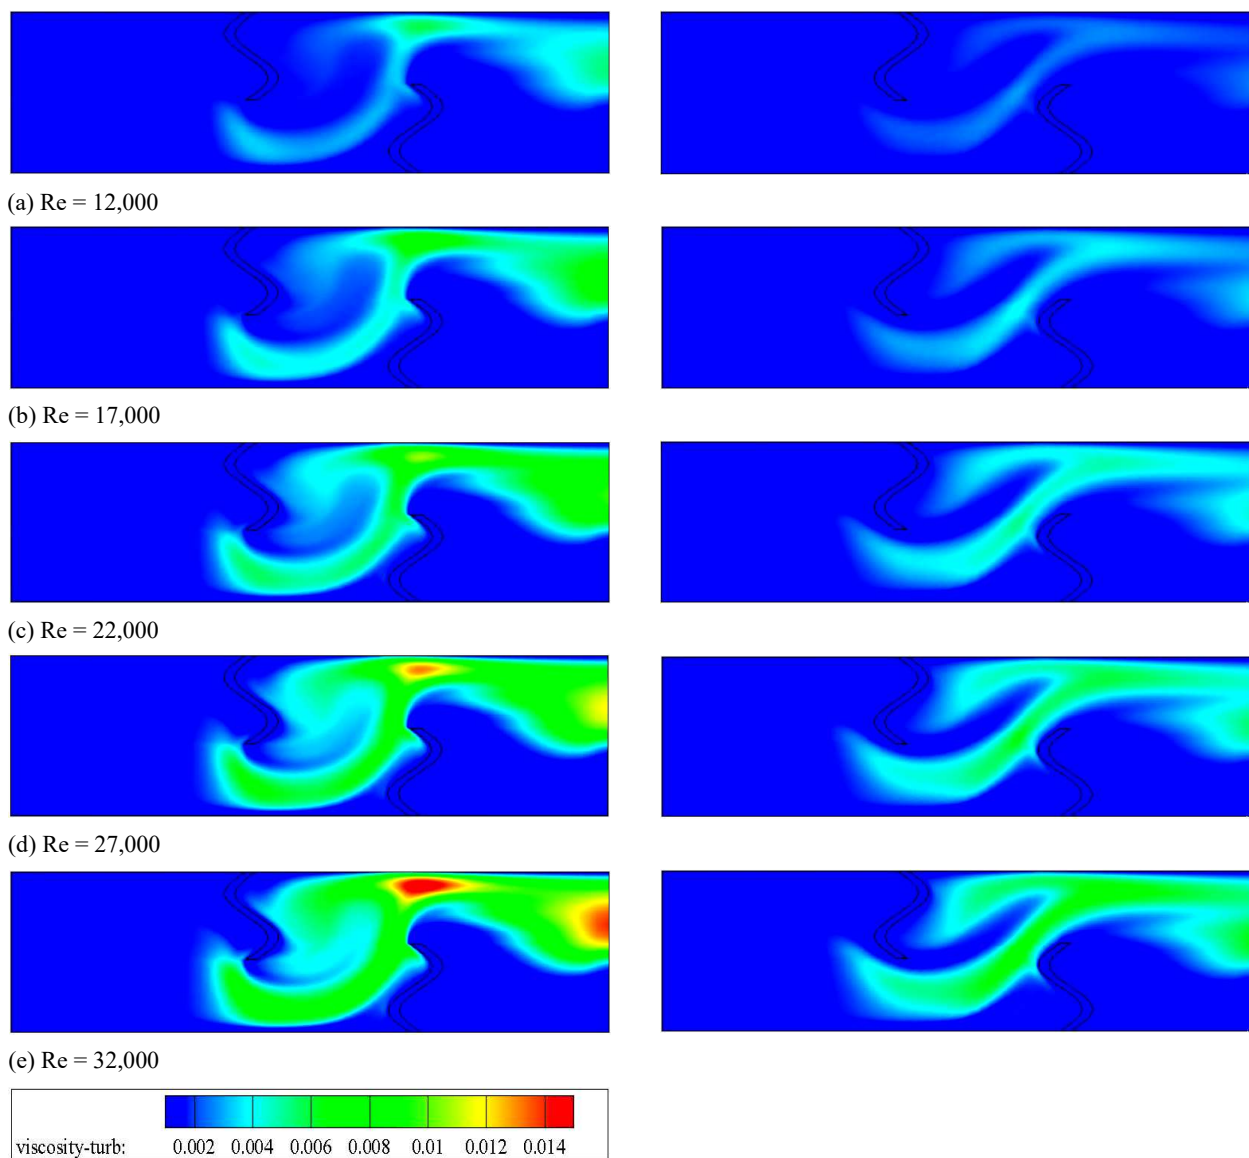 (a) Re = 12,000
(b) Re = 17,000
(c) Re = 22,000
(d) Re = 27,000
(e) Re = 32,000
viscosity-turb: 0.002 0.004 0.006 0.008 0.01 0.012 0.014